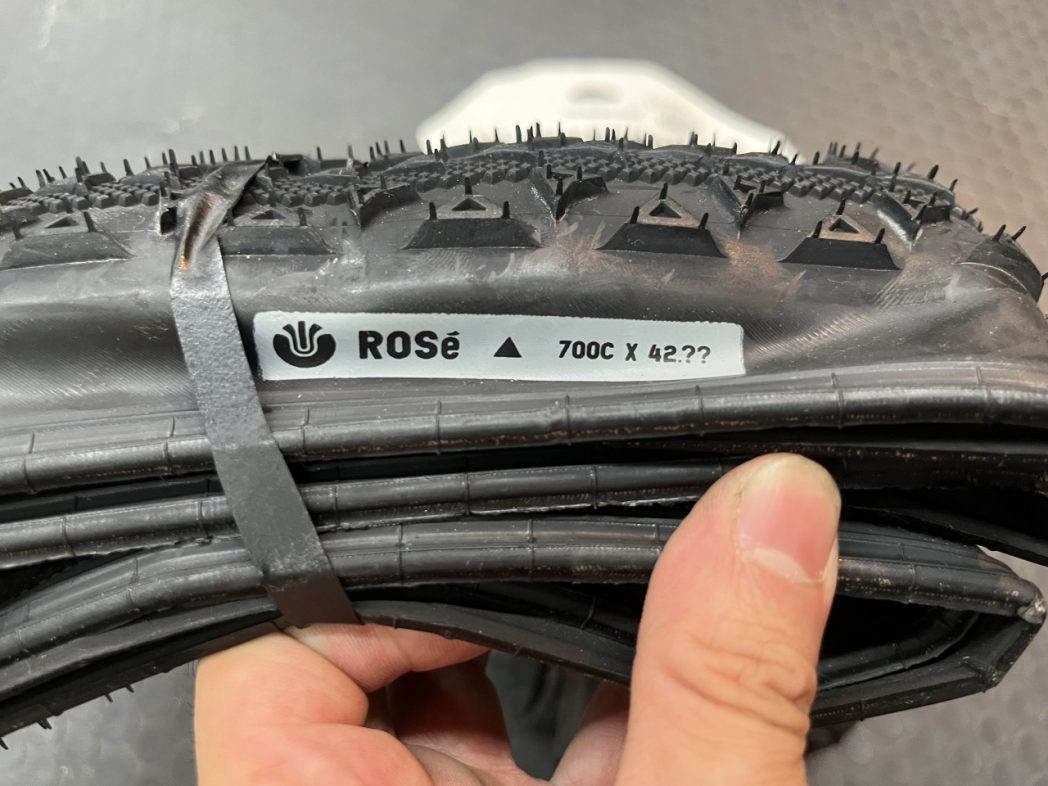 ROSé ▲ 700C X 42.??